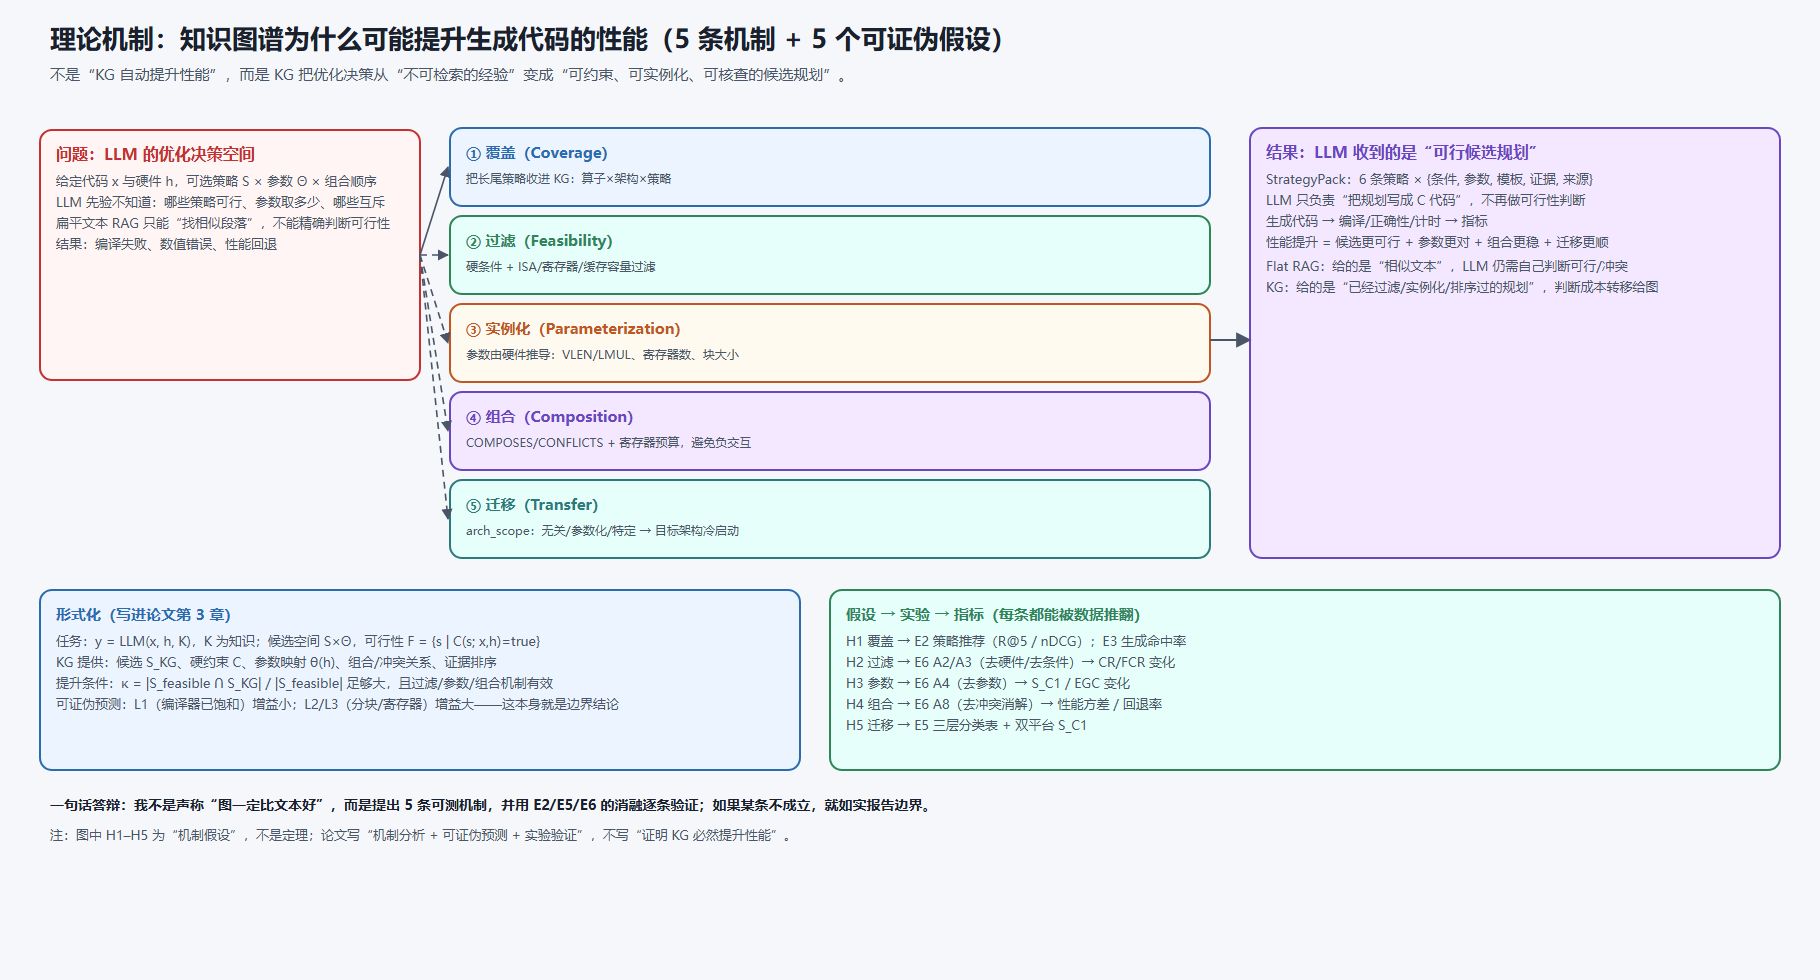 理论机制：知识图谱为什么可能提升生成代码的性能（5 条机制 + 5 个可证伪假设）
不是“KG 自动提升性能”，而是 KG 把优化决策从“不可检索的经验”变成“可约束、可实例化、可核查的候选规划”。
问题：LLM 的优化决策空间
给定代码 x 与硬件 h，可选策略 S × 参数 Θ × 组合顺序
LLM 先验不知道：哪些策略可行、参数取多少、哪些互斥
扁平文本 RAG 只能“找相似段落”，不能精确判断可行性
结果：编译失败、数值错误、性能回退
① 覆盖（Coverage）
把长尾策略收进 KG：算子×架构×策略
② 过滤（Feasibility）
硬条件 + ISA/寄存器/缓存容量过滤
③ 实例化（Parameterization）
参数由硬件推导：VLEN/LMUL、寄存器数、块大小
④ 组合（Composition）
COMPOSES/CONFLICTS + 寄存器预算，避免负交互
⑤ 迁移（Transfer）
arch_scope：无关/参数化/特定 → 目标架构冷启动
结果：LLM 收到的是“可行候选规划”
StrategyPack：6 条策略 × {条件, 参数, 模板, 证据, 来源}
LLM 只负责“把规划写成 C 代码”，不再做可行性判断
生成代码 → 编译/正确性/计时 → 指标
性能提升 = 候选更可行 + 参数更对 + 组合更稳 + 迁移更顺
Flat RAG：给的是“相似文本”，LLM 仍需自己判断可行/冲突
KG：给的是“已经过滤/实例化/排序过的规划”，判断成本转移给图
形式化（写进论文第 3 章）
任务：y = LLM(x, h, K)，K 为知识；候选空间 S×Θ，可行性 F = {s | C(s; x,h)=true}
KG 提供：候选 S_KG、硬约束 C、参数映射 θ(h)、组合/冲突关系、证据排序
提升条件：κ = |S_feasible ∩ S_KG| / |S_feasible| 足够大，且过滤/参数/组合机制有效
可证伪预测：L1（编译器已饱和）增益小；L2/L3（分块/寄存器）增益大——这本身就是边界结论
假设 → 实验 → 指标（每条都能被数据推翻）
H1 覆盖 → E2 策略推荐（R@5 / nDCG）；E3 生成命中率
H2 过滤 → E6 A2/A3（去硬件/去条件）→ CR/FCR 变化
H3 参数 → E6 A4（去参数）→ S_C1 / EGC 变化
H4 组合 → E6 A8（去冲突消解）→ 性能方差 / 回退率
H5 迁移 → E5 三层分类表 + 双平台 S_C1
一句话答辩：我不是声称“图一定比文本好”，而是提出 5 条可测机制，并用 E2/E5/E6 的消融逐条验证；如果某条不成立，就如实报告边界。
注：图中 H1–H5 为“机制假设”，不是定理；论文写“机制分析 + 可证伪预测 + 实验验证”，不写“证明 KG 必然提升性能”。